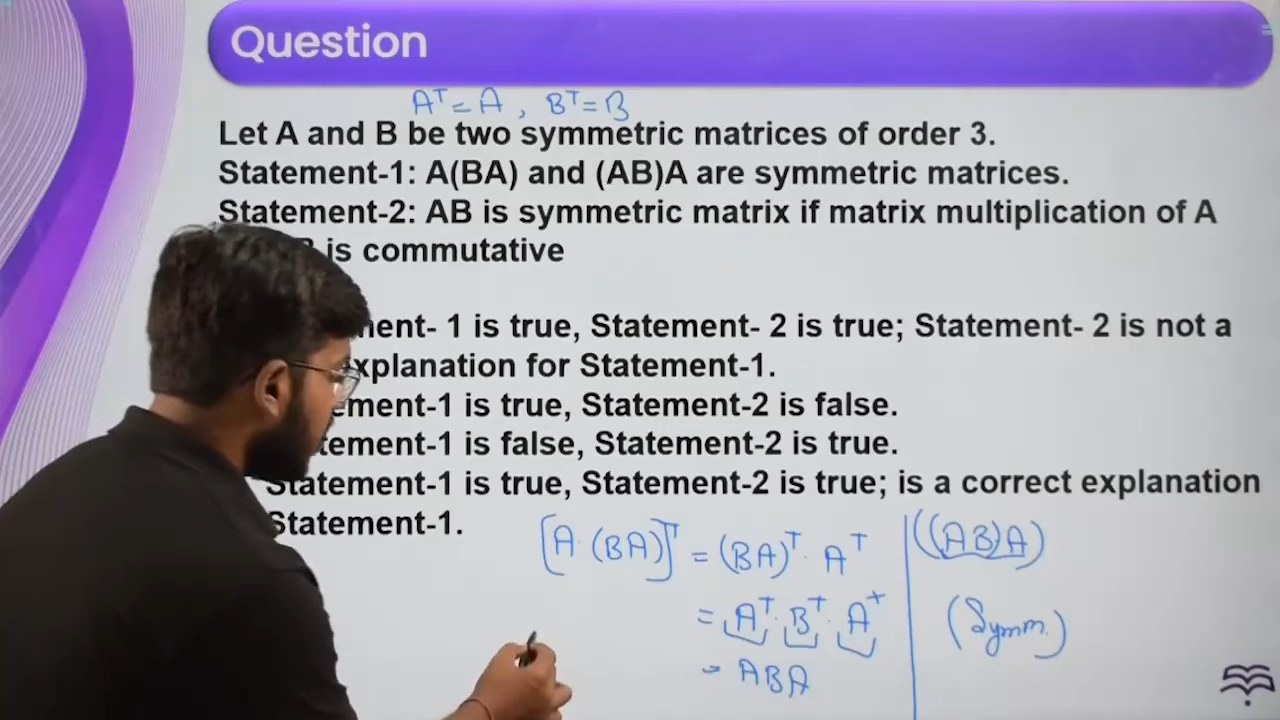 Question
Aᵀ = A , Bᵀ = B
Let A and B be two symmetric matrices of order 3.
Statement-1: A(BA) and (AB)A are symmetric matrices.
Statement-2: AB is symmetric matrix if matrix multiplication of A
is commutative
1 is true, Statement- 2 is true; Statement- 2 is not a
for Statement-1.
1 is true, Statement-2 is false.
1 is false, Statement-2 is true.
Statement-1 is true, Statement-2 is true; is a correct explanation
Statement-1.
[A·(BA)]ᵀ = (BA)ᵀ · Aᵀ
= Aᵀ · Bᵀ · Aᵀ
= ABA
((AB)A)
(Symm.)